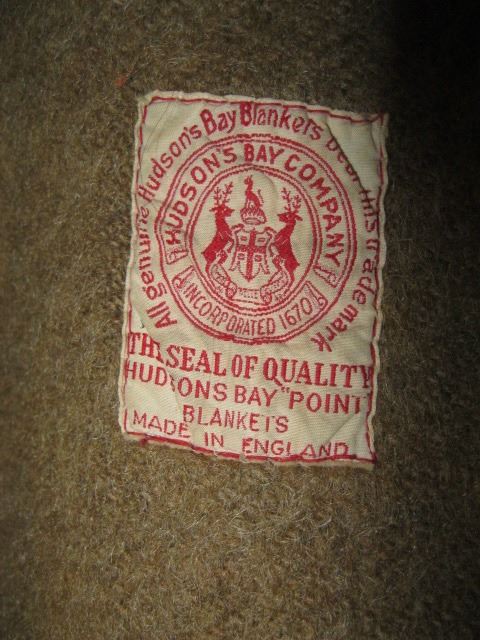 All genuine Hudson's Bay Blankets bear this trade mark
HUDSON'S BAY COMPANY
INCORPORATED 1670
THE SEAL OF QUALITY
HUDSONS BAY "POINT"
BLANKETS
MADE IN ENGLAND